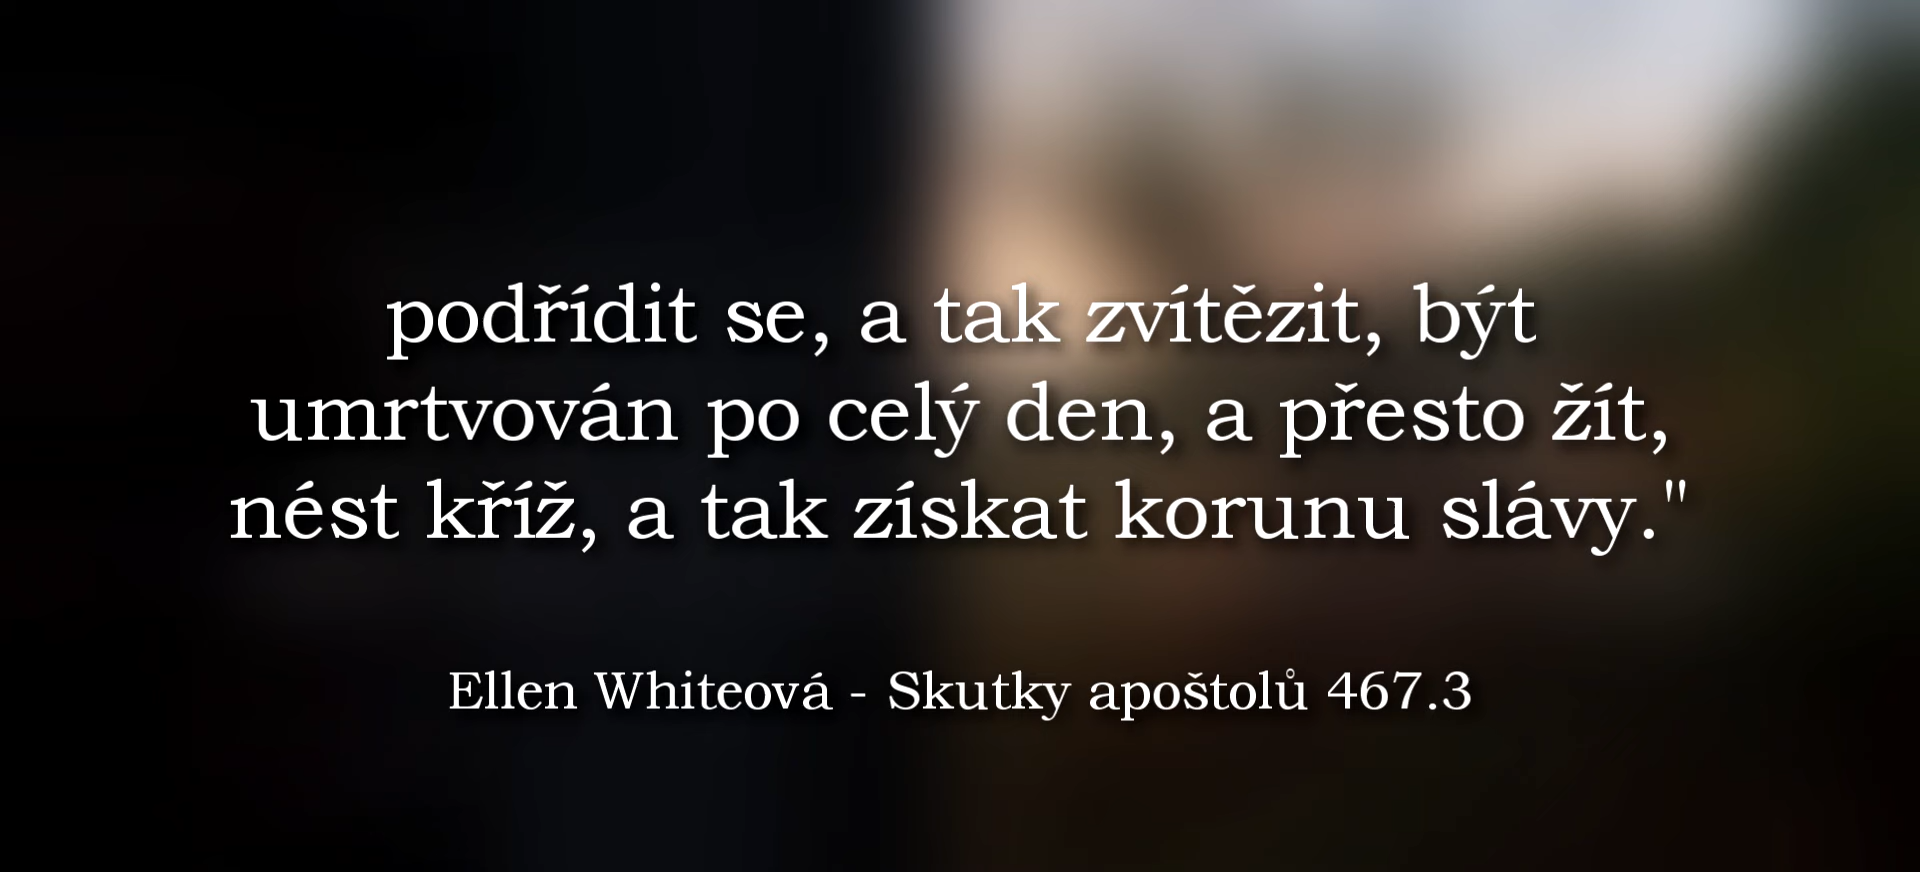 podřídit se, a tak zvítězit, být
umrtvován po celý den, a přesto žít,
nést kříž, a tak získat korunu slávy."
Ellen Whiteová - Skutky apoštolů 467.3